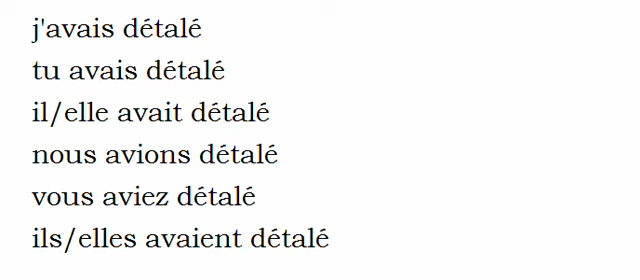 j'avais détalé
tu avais détalé
il/elle avait détalé
nous avions détalé
vous aviez détalé
ils/elles avaient détalé